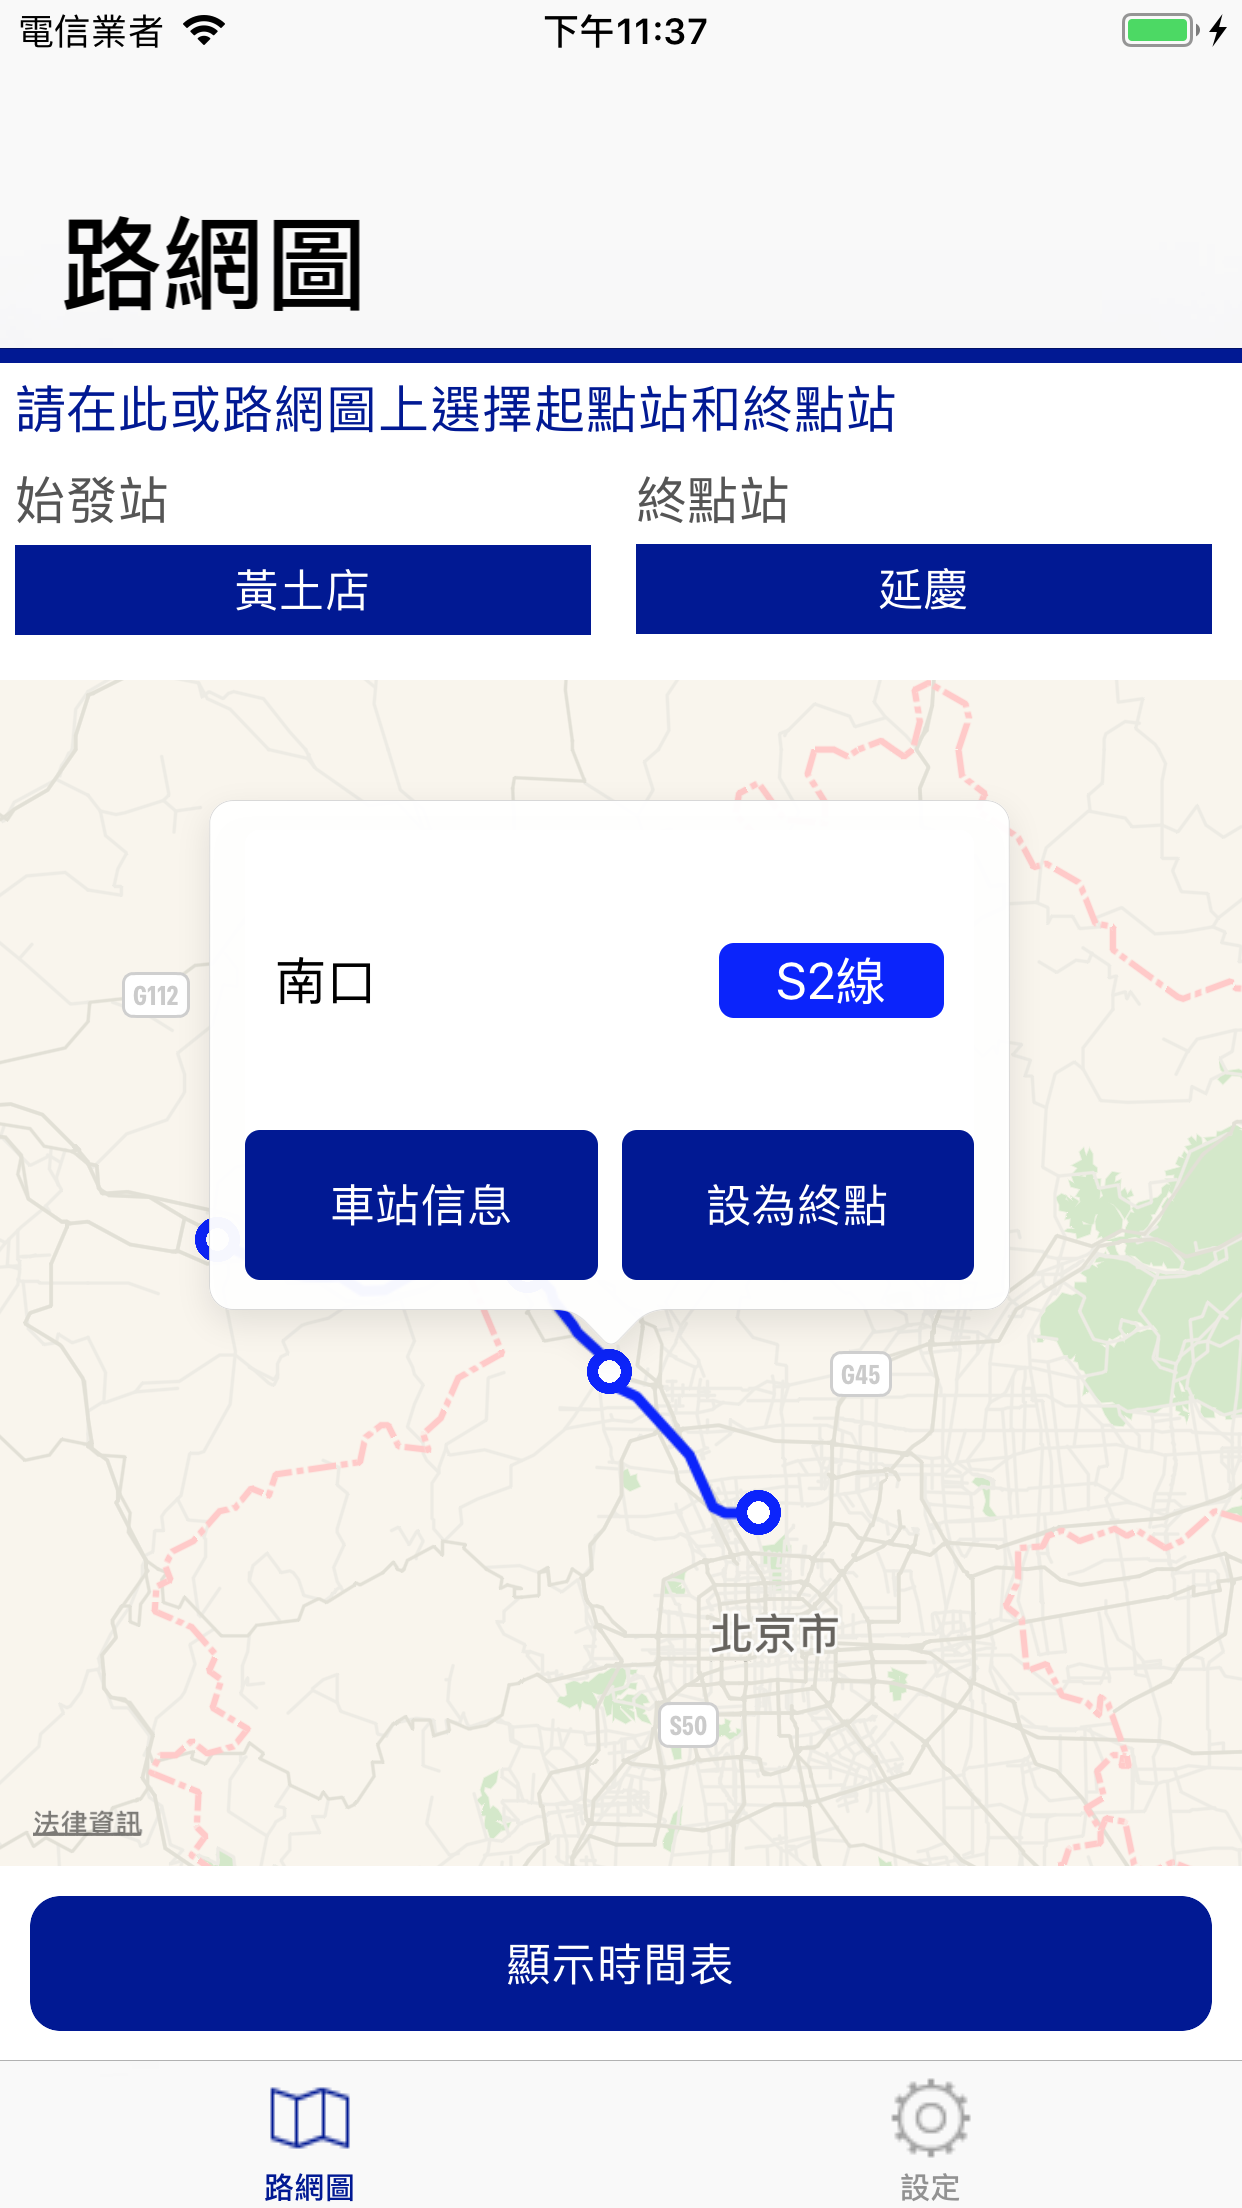 電信業者
下午11:37
路網圖
請在此或路網圖上選擇起點站和終點站
始發站
終點站
黃土店
延慶
南口
S2線
G112
車站信息
設為終點
G45
北京市
S50
法律資訊
顯示時間表
路網圖
設定